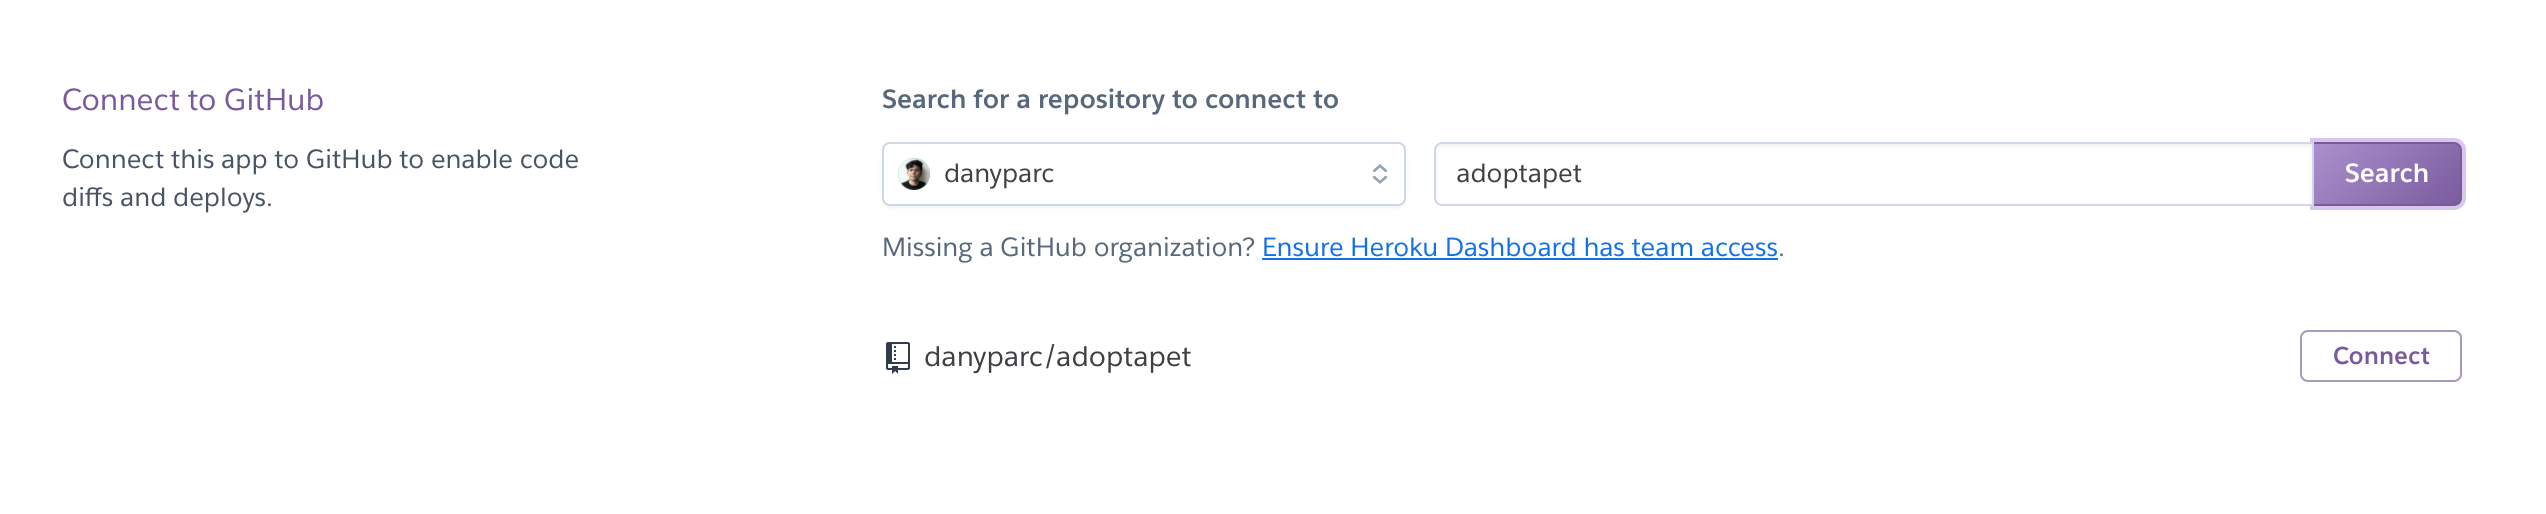 Connect to GitHub
Connect this app to GitHub to enable code
diffs and deploys.
Search for a repository to connect to
danyparc
adoptapet
Search
Missing a GitHub organization? Ensure Heroku Dashboard has team access.
danyparc/adoptapet
Connect